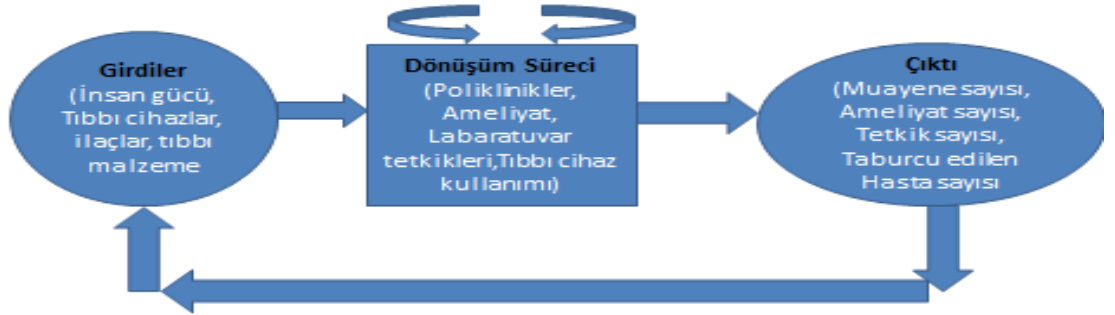 Girdiler
(İnsan gücü,
Tıbbı cihazlar,
ilaçlar, tıbbı
malzeme
Dönüşüm Süreci
(Poliklinikler,
Ameliyat,
Labaratuvar
tetkikleri,Tıbbı cihaz
kullanımı)
Çıktı
(Muayene sayısı,
Ameliyat sayısı,
Tetkik sayısı,
Taburcu edilen
Hasta sayısı